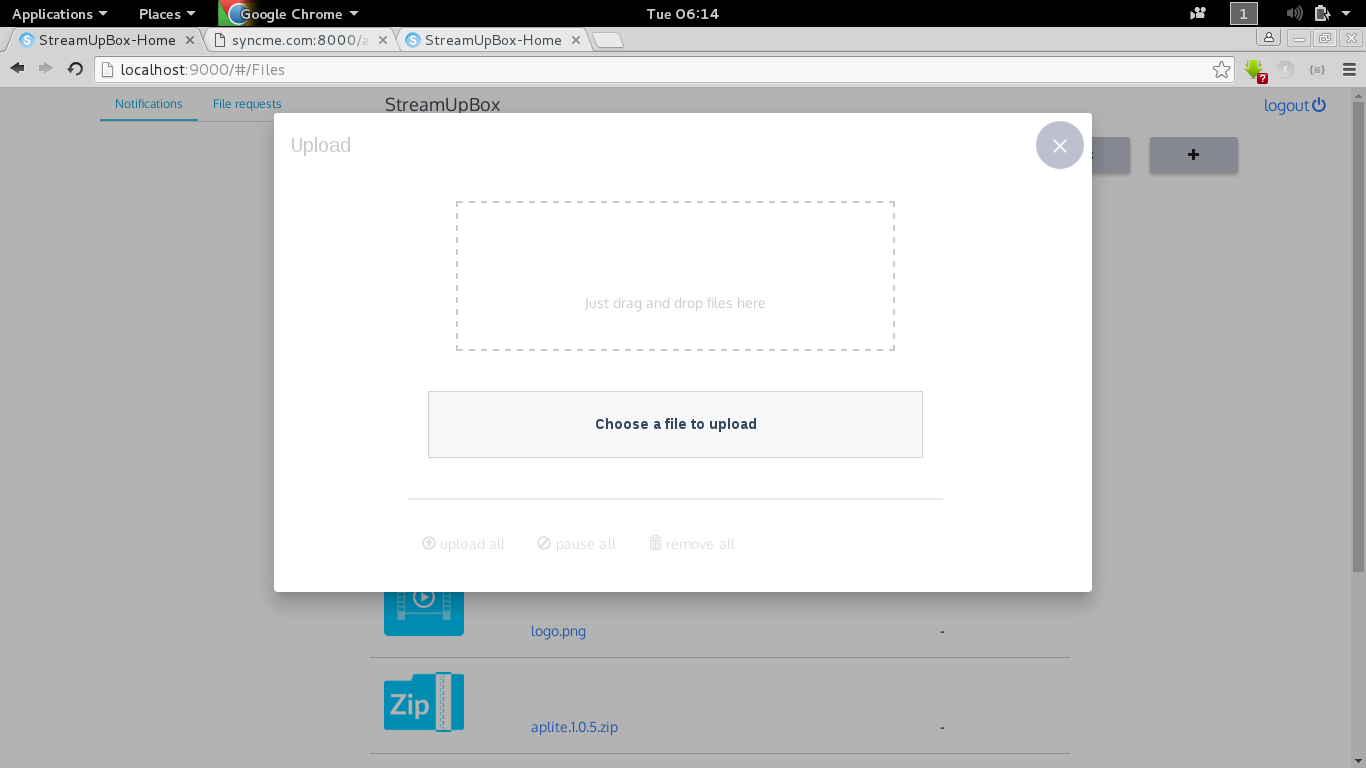 Applications Places Google Chrome Tue 06:14 1
StreamUpBox-Home syncme.com:8000/a StreamUpBox-Home
localhost:9000/#/Files
Notifications File requests StreamUpBox logout
Upload
Just drag and drop files here
Choose a file to upload
upload all pause all remove all
logo.png -
Zip
aplite.1.0.5.zip -